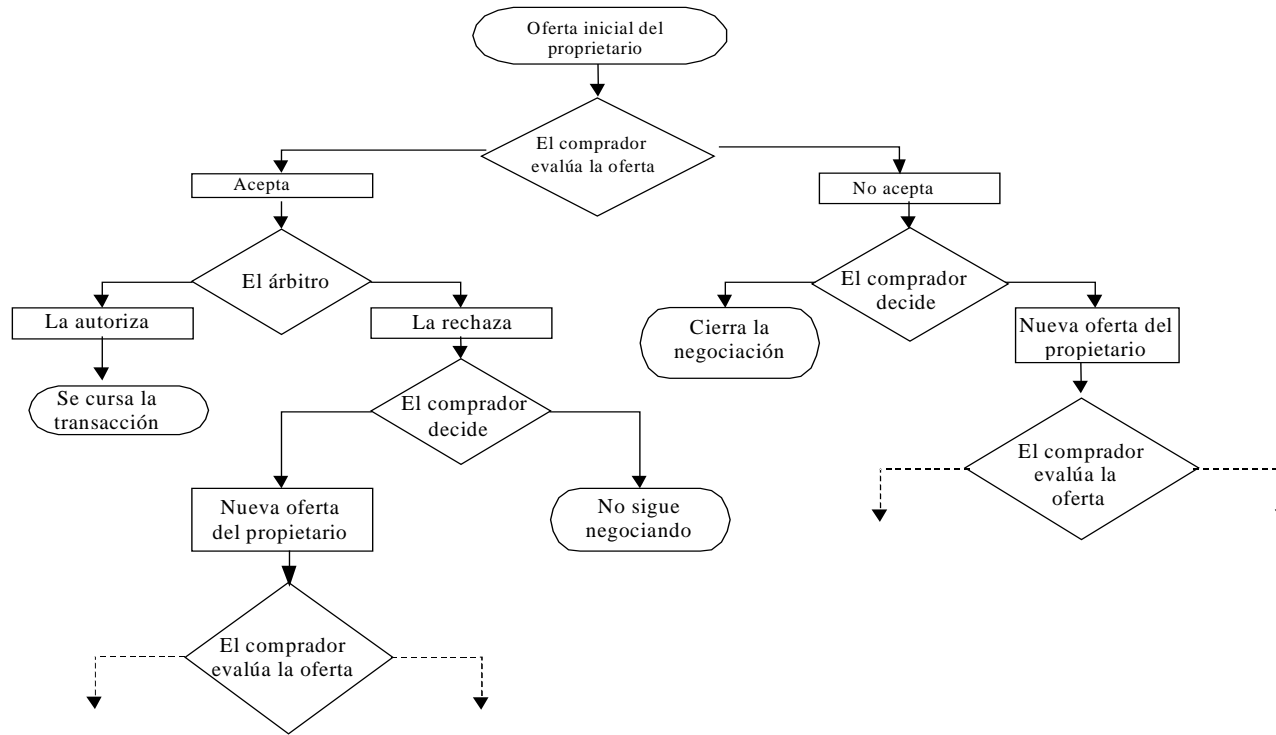 Oferta inicial del
proprietario
El comprador
evalúa la oferta
Acepta
No acepta
El árbitro
El comprador
decide
La autoriza
La rechaza
Cierra la
negociación
Nueva oferta del
propietario
Se cursa la
transacción
El comprador
decide
El comprador
evalúa la
oferta
Nueva oferta
del propietario
No sigue
negociando
El comprador
evalúa la oferta